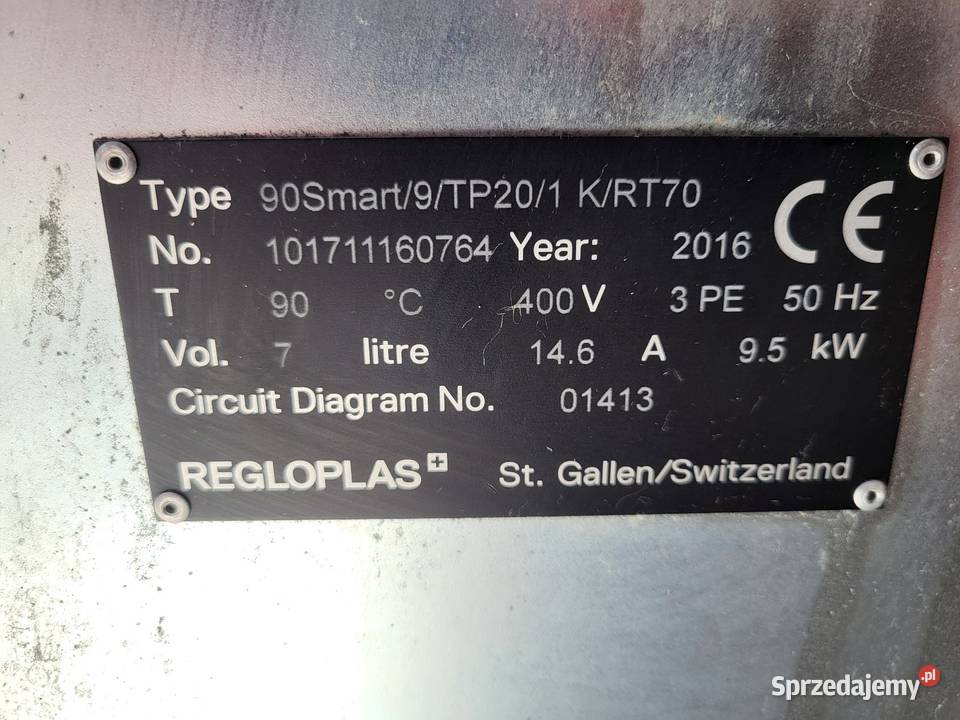 Type 90Smart/9/TP20/1 K/RT70 CE
No. 101711160764 Year: 2016
T 90 °C 400 V 3 PE 50 Hz
Vol. 7 litre 14.6 A 9.5 kW
Circuit Diagram No. 01413
REGLOPLAS St. Gallen/Switzerland
Sprzedajemy.pl